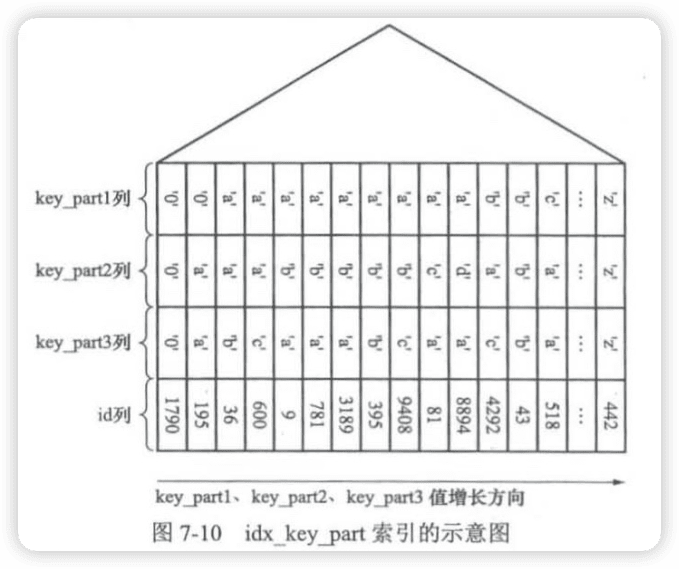 key_part1列 '0' '0' 'a' 'a' 'a' 'a' 'a' 'a' 'a' 'a' 'a' 'b' 'b' 'c' … 'z'
key_part2列 '0' 'a' 'a' 'a' 'b' 'b' 'b' 'b' 'b' 'c' 'd' 'a' 'b' 'a' … 'z'
key_part3列 '0' 'a' 'b' 'c' 'a' 'a' 'a' 'b' 'c' 'a' 'a' 'c' 'b' 'a' … 'z'
id列 1790 195 36 600 9 781 3189 395 9408 81 8894 4292 43 518 … 442
key_part1、key_part2、key_part3 值增长方向
图 7-10 idx_key_part 索引的示意图